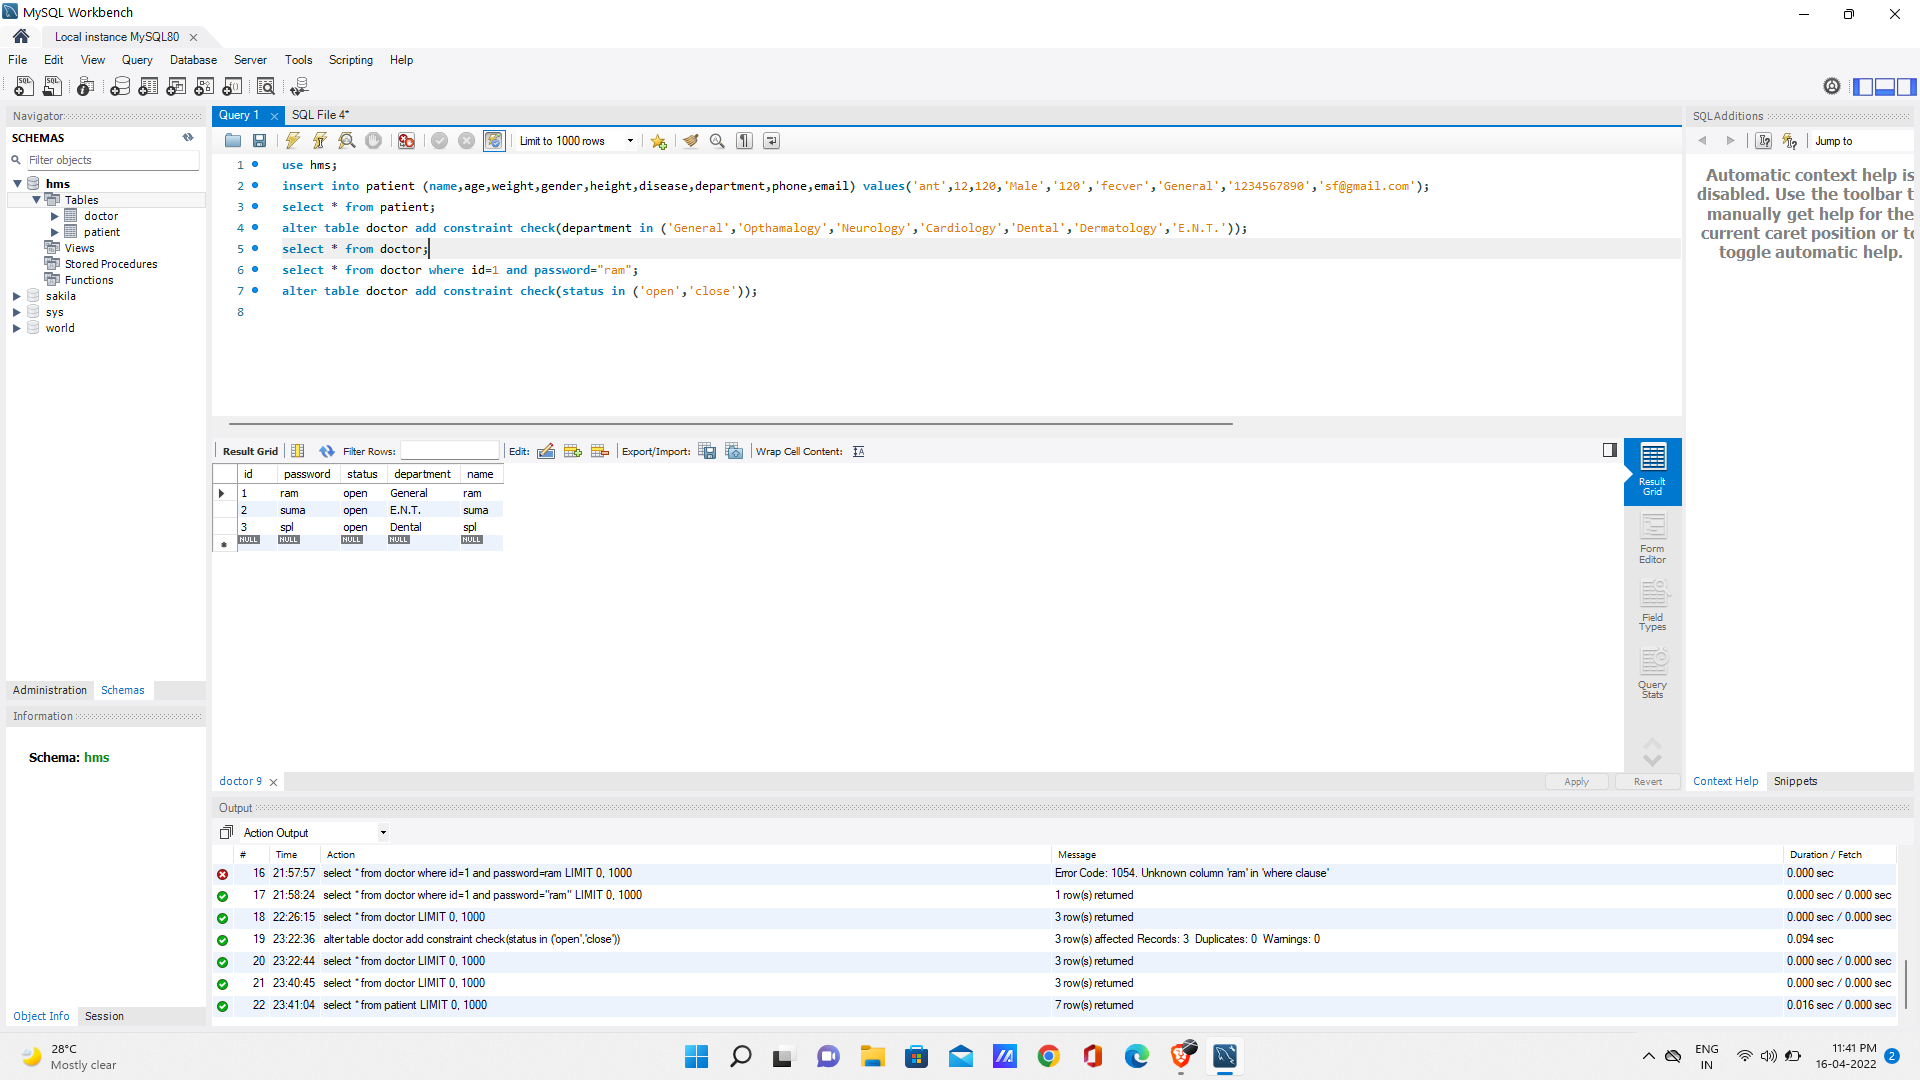 MySQL Workbench
Local instance MySQL80
File Edit View Query Database Server Tools Scripting Help
Navigator
SCHEMAS
Filter objects
hms
Tables
doctor
patient
Views
Stored Procedures
Functions
sakila
sys
world
Administration Schemas
Information
Schema: hms
Object Info Session
Query 1 SQL File 4*
Limit to 1000 rows
1 use hms;
2 insert into patient (name,age,weight,gender,height,disease,department,phone,email) values('ant',12,120,'Male','120','fecver','General','1234567890','sf@gmail.com');
3 select * from patient;
4 alter table doctor add constraint check(department in ('General','Opthamalogy','Neurology','Cardiology','Dental','Dermatology','E.N.T.'));
5 select * from doctor;
6 select * from doctor where id=1 and password="ram";
7 alter table doctor add constraint check(status in ('open','close'));
8
Result Grid Filter Rows: Edit: Export/Import: Wrap Cell Content:
id password status department name
1 ram open General ram
2 suma open E.N.T. suma
3 spl open Dental spl
NULL NULL NULL NULL NULL
Result
Grid
Form
Editor
Field
Types
Query
Stats
doctor 9
Apply Revert
SQLAdditions
Jump to
Automatic context help is
disabled. Use the toolbar t
manually get help for the
current caret position or to
toggle automatic help.
Context Help Snippets
Output
Action Output
# Time Action Message Duration / Fetch
16 21:57:57 select * from doctor where id=1 and password=ram LIMIT 0, 1000 Error Code: 1054. Unknown column 'ram' in 'where clause' 0.000 sec
17 21:58:24 select * from doctor where id=1 and password="ram" LIMIT 0, 1000 1 row(s) returned 0.000 sec / 0.000 sec
18 22:26:15 select * from doctor LIMIT 0, 1000 3 row(s) returned 0.000 sec / 0.000 sec
19 23:22:36 alter table doctor add constraint check(status in ('open','close')) 3 row(s) affected Records: 3 Duplicates: 0 Warnings: 0 0.094 sec
20 23:22:44 select * from doctor LIMIT 0, 1000 3 row(s) returned 0.000 sec / 0.000 sec
21 23:40:45 select * from doctor LIMIT 0, 1000 3 row(s) returned 0.000 sec / 0.000 sec
22 23:41:04 select * from patient LIMIT 0, 1000 7 row(s) returned 0.016 sec / 0.000 sec
28°C
Mostly clear
ENG
IN
11:41 PM
16-04-2022
2